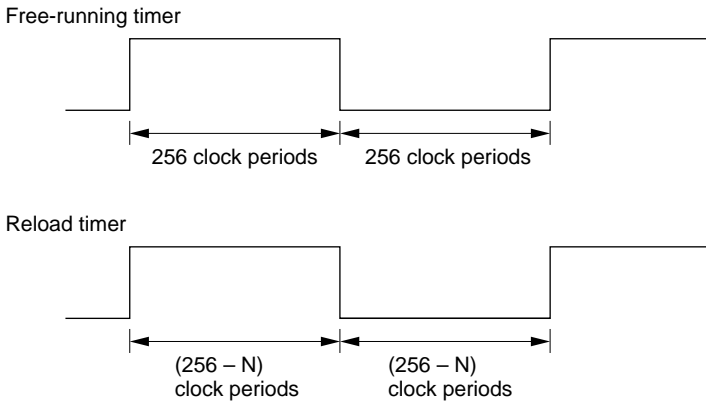 Free-running timer
256 clock periods
256 clock periods
Reload timer
(256 – N)
clock periods
(256 – N)
clock periods